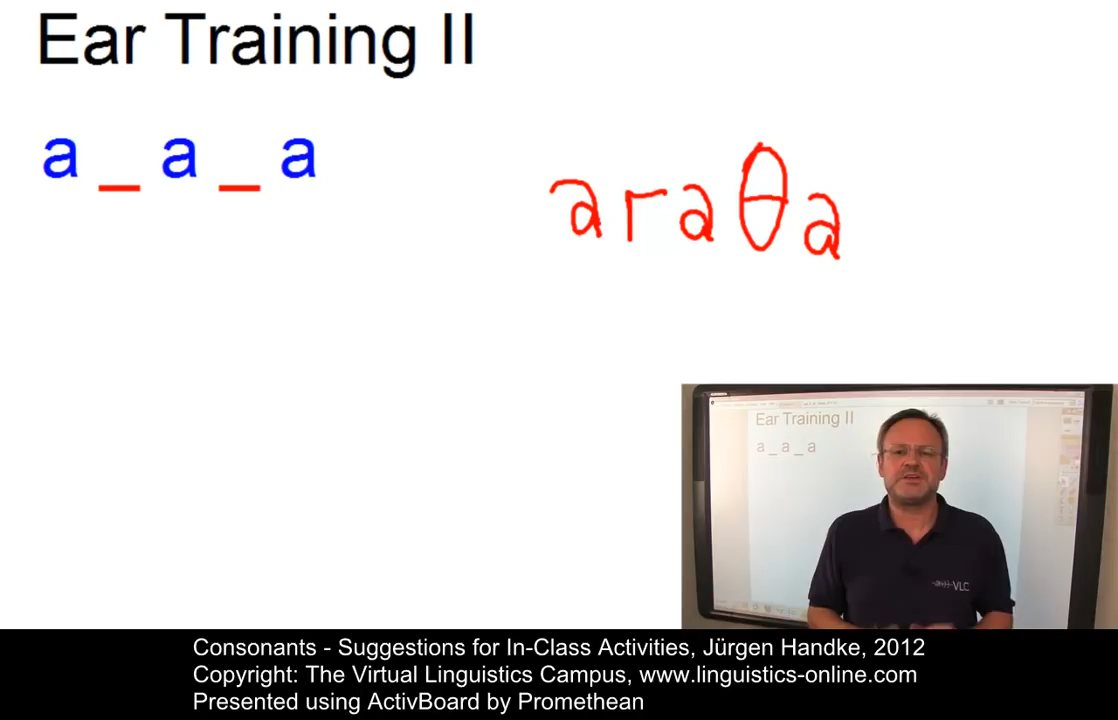 Ear Training II
a _ a _ a
a r a θ a
Ear Training II
a _ a _ a
VLC
Consonants - Suggestions for In-Class Activities, Jürgen Handke, 2012
Copyright: The Virtual Linguistics Campus, www.linguistics-online.com
Presented using ActivBoard by Promethean